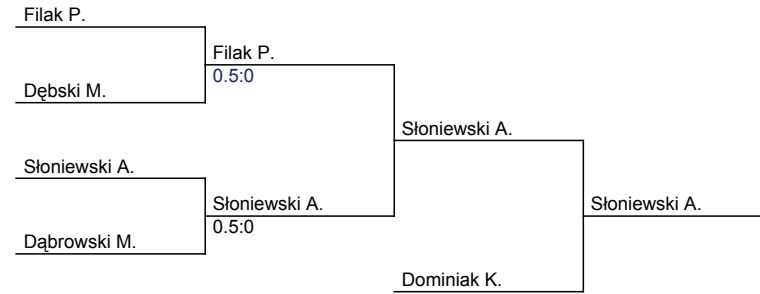 Filak P.
Filak P.
0.5:0
Dębski M.
Słoniewski A.
Słoniewski A.
Słoniewski A.
Słoniewski A.
0.5:0
Dąbrowski M.
Dominiak K.